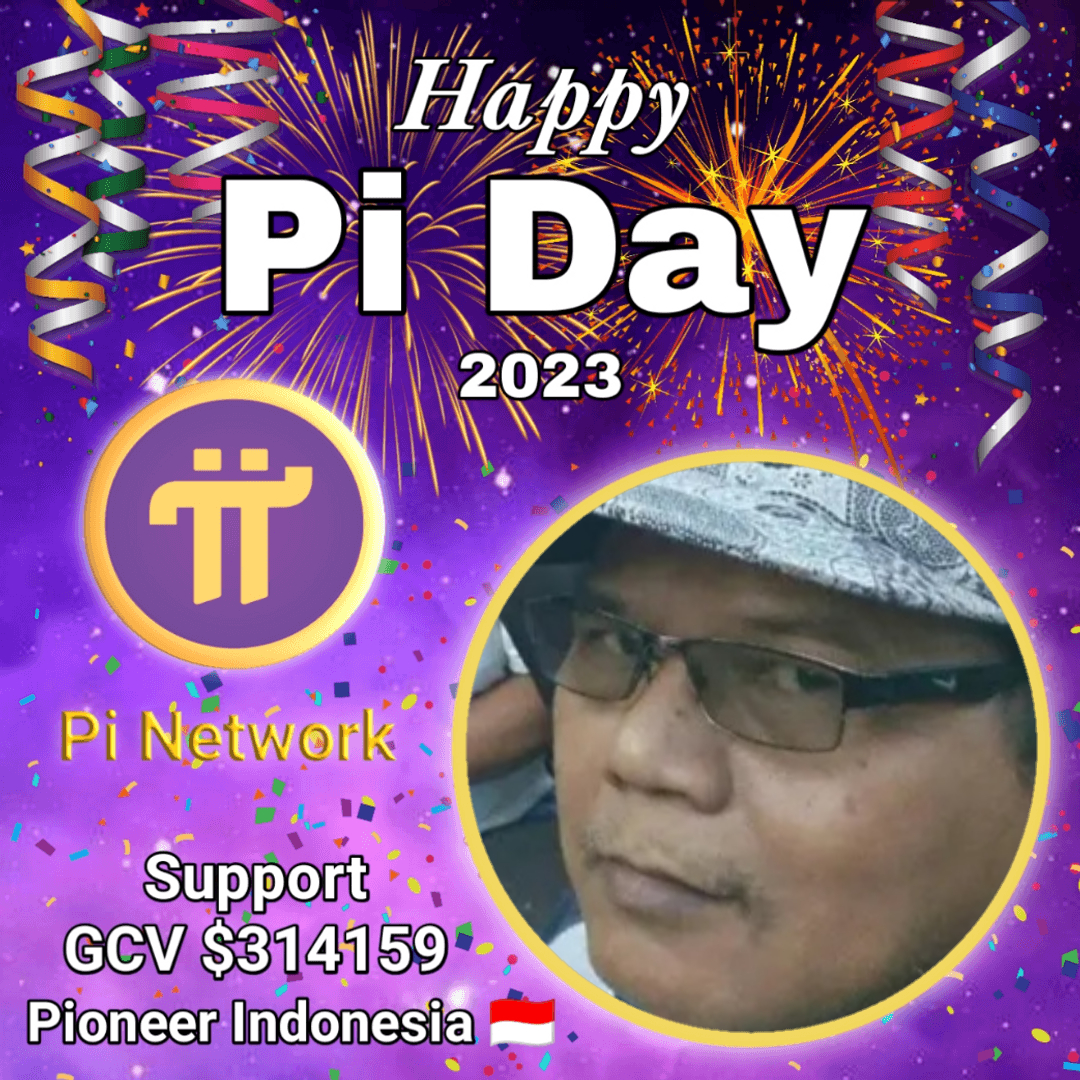 Happy
Pi Day
2023
Pi Network
Support
GCV $314159
Pioneer Indonesia 🇮🇩